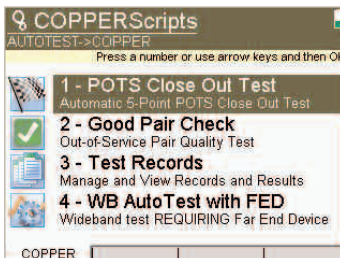 COPPERScripts
AUTOTEST->COPPER
Press a number or use arrow keys and then Ok
1 - POTS Close Out Test
Automatic 5-Point POTS Close Out Test
2 - Good Pair Check
Out-of-Service Pair Quality Test
3 - Test Records
Manage and View Records and Results
4 - WB AutoTest with FED
Wideband test REQUIRING Far End Device
COPPER